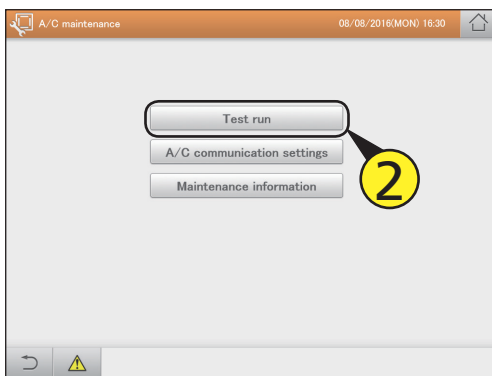 A/C maintenance
08/08/2016(MON) 16:30
Test run
A/C communication settings
Maintenance information
2